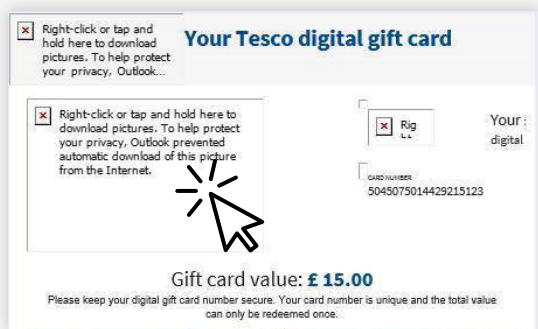 Right-click or tap and
hold here to download
pictures. To help protect
your privacy, Outlook...
Your Tesco digital gift card
Right-click or tap and hold here to
download pictures. To help protect
your privacy, Outlook prevented
automatic download of this picture
from the Internet.
Rig
Your
digital
CARD NUMBER
5045075014429215123
Gift card value: £ 15.00
Please keep your digital gift card number secure. Your card number is unique and the total value
can only be redeemed once.